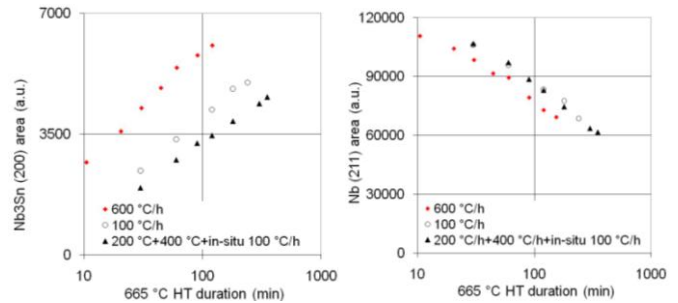 Nb3Sn (200) area (a.u.)
7000
3500
0
10
100
1000
665 °C HT duration (min)
600 °C/h
100 °C/h
200 °C+400 °C+in-situ 100 °C/h
Nb (211) area (a.u.)
120000
90000
60000
30000
0
10
100
1000
665 °C HT duration (min)
600 °C/h
100 °C/h
200 °C/h+400 °C/h+in-situ 100 °C/h